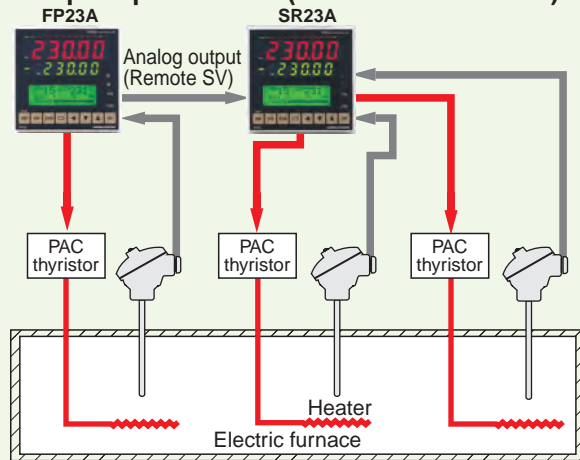 FP23A
SR23A
230.00
230.00
Analog output
(Remote SV)
230.00
230.00
PAC
thyristor
PAC
thyristor
PAC
thyristor
Heater
Electric furnace